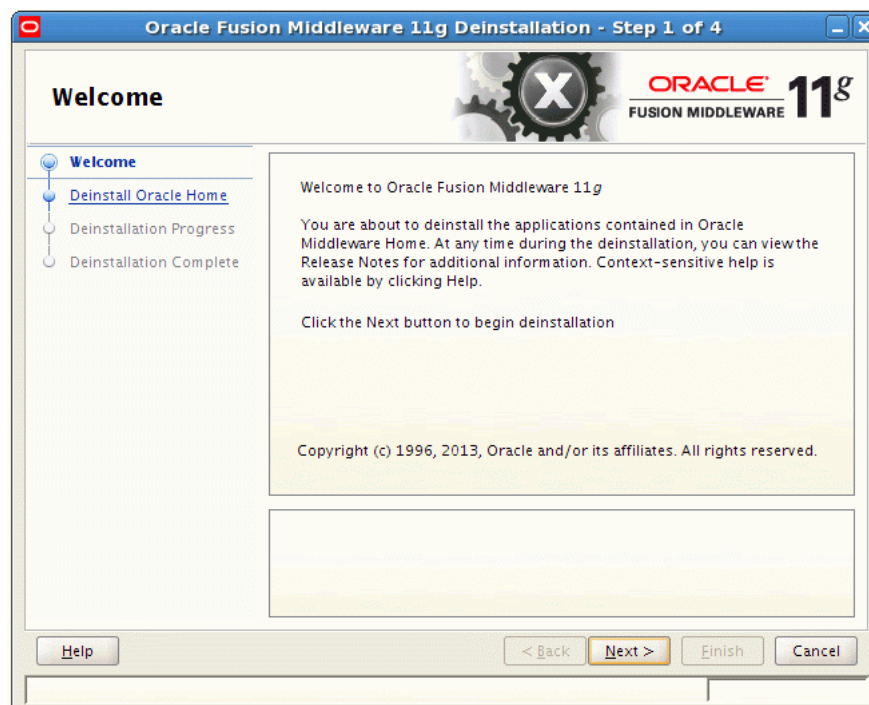 Oracle Fusion Middleware 11g Deinstallation - Step 1 of 4
Welcome
ORACLE
FUSION MIDDLEWARE
11g
Welcome
Deinstall Oracle Home
Deinstallation Progress
Deinstallation Complete
Welcome to Oracle Fusion Middleware 11g
You are about to deinstall the applications contained in Oracle
Middleware Home. At any time during the deinstallation, you can view the
Release Notes for additional information. Context-sensitive help is
available by clicking Help.
Click the Next button to begin deinstallation
Copyright (c) 1996, 2013, Oracle and/or its affiliates. All rights reserved.
Help
< Back
Next >
Finish
Cancel